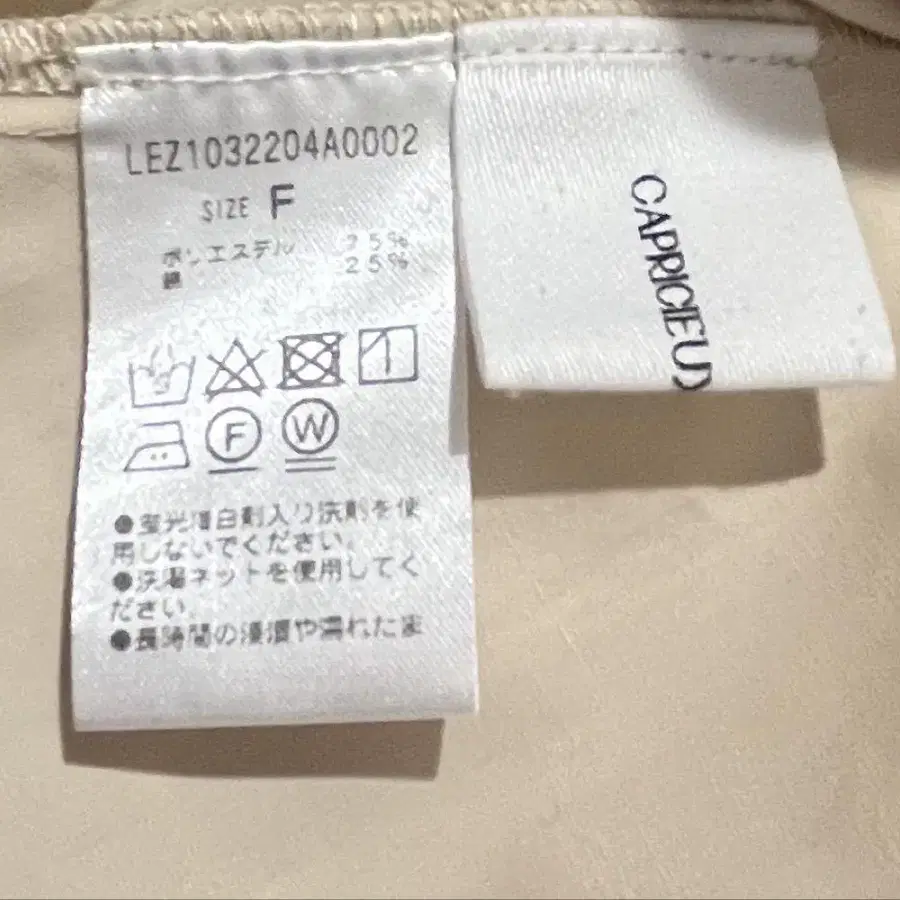 LEZ1032204A0002
SIZE F
ポリエステル 75%
綿 25%
F W
●蛍光増白剤入り洗剤を使
用しないでください。
●洗濯ネットを使用してく
ださい。
●長時間の浸漬や濡れたま
CAPRICIEUX